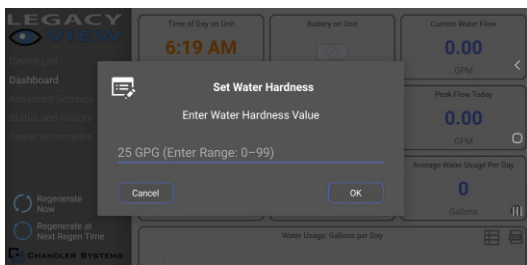 LEGACY
VIEW
Device List
Dashboard
Advanced Settings
Status and History
Dealer Information
Regenerate
Now
Regenerate at
Next Regen Time
CHANDLER SYSTEMS
Time of Day on Unit
6:19 AM
Battery on Unit
Current Water Flow
0.00
GPM
Peak Flow Today
0.00
GPM
Average Water Usage Per Day
0
Gallons
Water Usage: Gallons per Day
Set Water Hardness
Enter Water Hardness Value
25 GPG (Enter Range: 0–99)
Cancel
OK